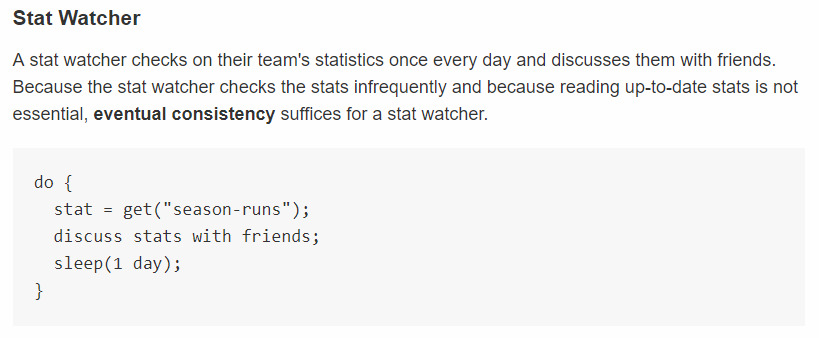 Stat Watcher
A stat watcher checks on their team's statistics once every day and discusses them with friends.
Because the stat watcher checks the stats infrequently and because reading up-to-date stats is not
essential, eventual consistency suffices for a stat watcher.
do {
  stat = get("season-runs");
  discuss stats with friends;
  sleep(1 day);
}